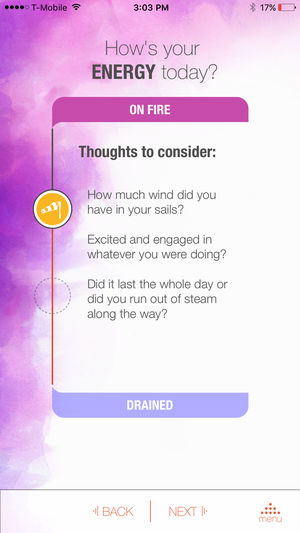 T-Mobile
3:03 PM
17%
How's your
ENERGY today?
ON FIRE
Thoughts to consider:
How much wind did you
have in your sails?
Excited and engaged in
whatever you were doing?
Did it last the whole day or
did you run out of steam
along the way?
DRAINED
BACK
NEXT
menu